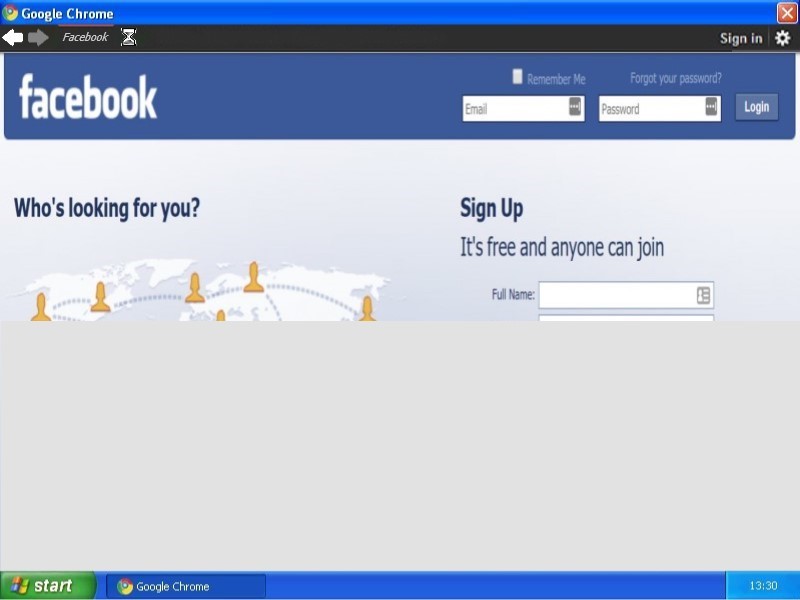 Google Chrome
Facebook
Sign in
facebook
Remember Me
Forgot your password?
Email
Password
Login
Who's looking for you?
Sign Up
It's free and anyone can join
Full Name:
start
Google Chrome
13:30